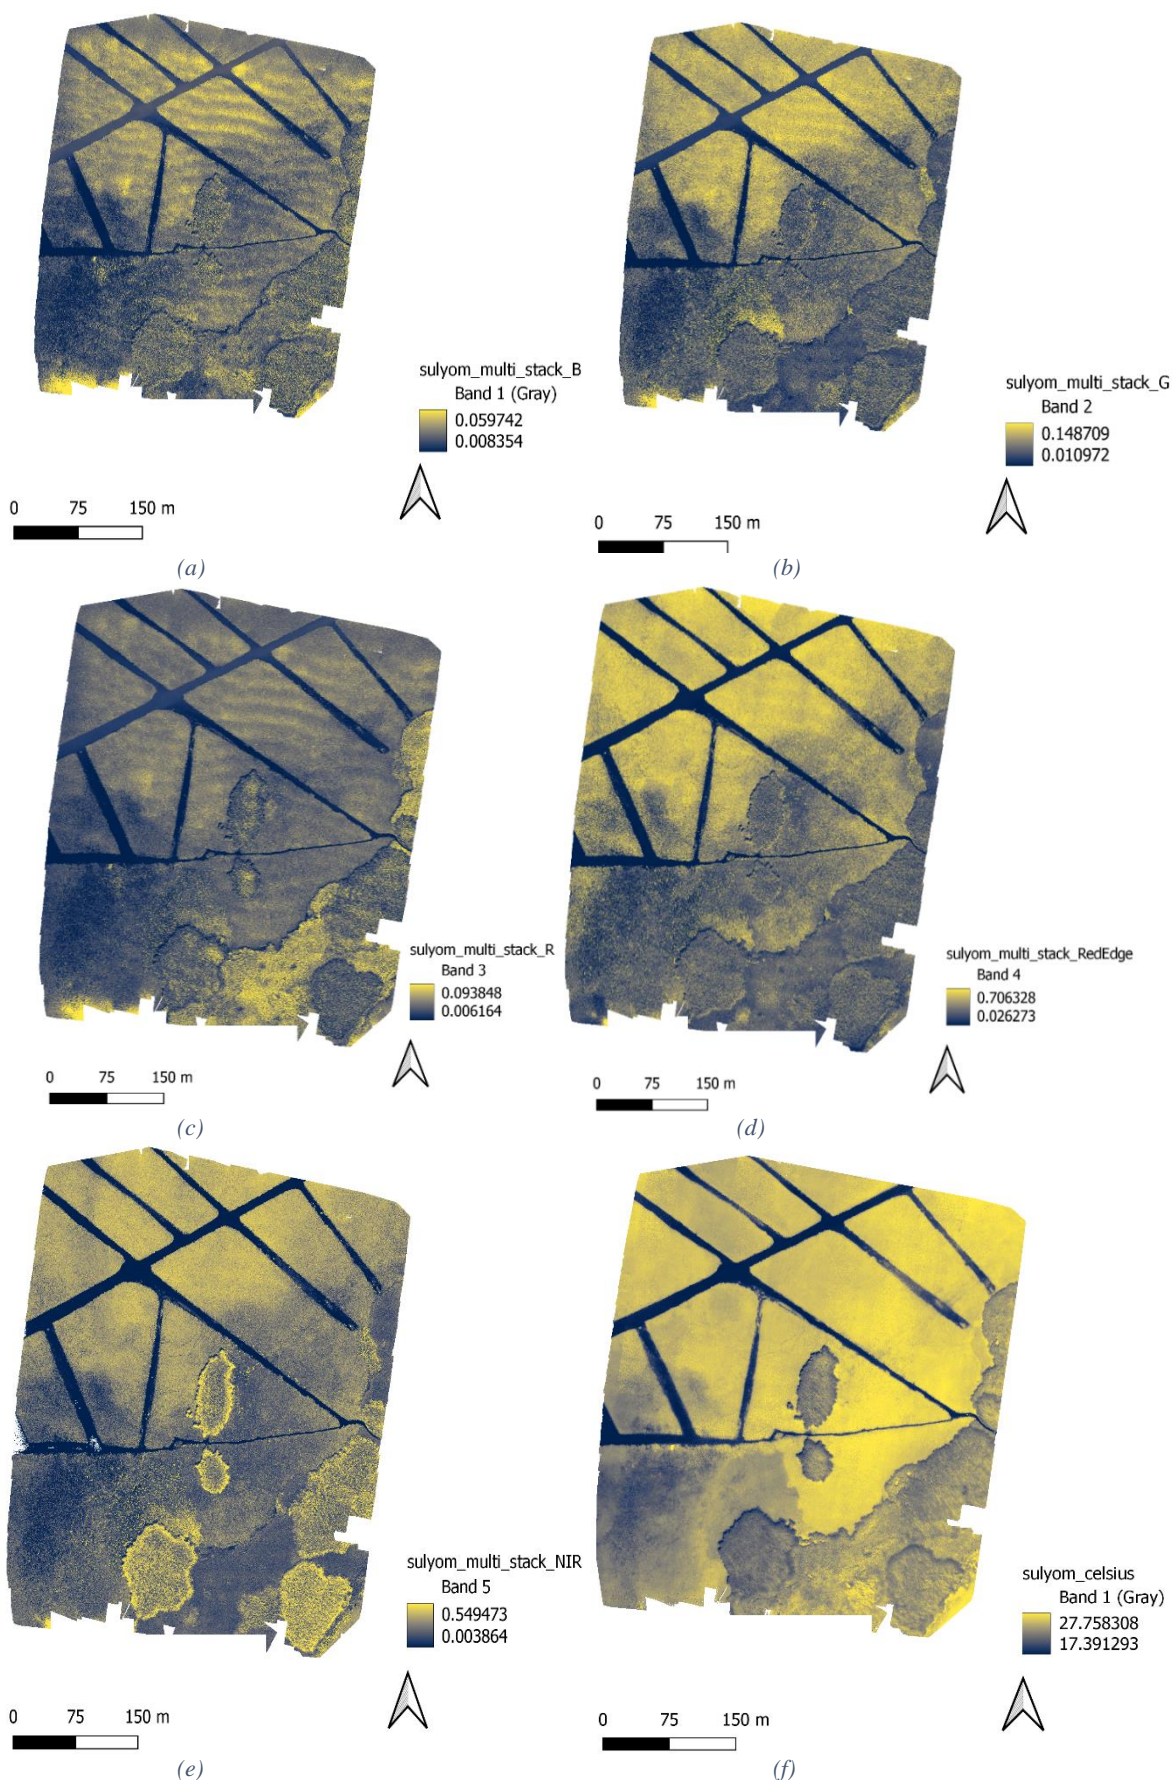 sulyom_multi_stack_B
Band 1 (Gray)
0.059742
0.008354
0 75 150 m
(a)
sulyom_multi_stack_G
Band 2
0.148709
0.010972
0 75 150 m
(b)
sulyom_multi_stack_R
Band 3
0.093848
0.006164
0 75 150 m
(c)
sulyom_multi_stack_RedEdge
Band 4
0.706328
0.026273
0 75 150 m
(d)
sulyom_multi_stack_NIR
Band 5
0.549473
0.003864
0 75 150 m
(e)
sulyom_celsius
Band 1 (Gray)
27.758308
17.391293
0 75 150 m
(f)